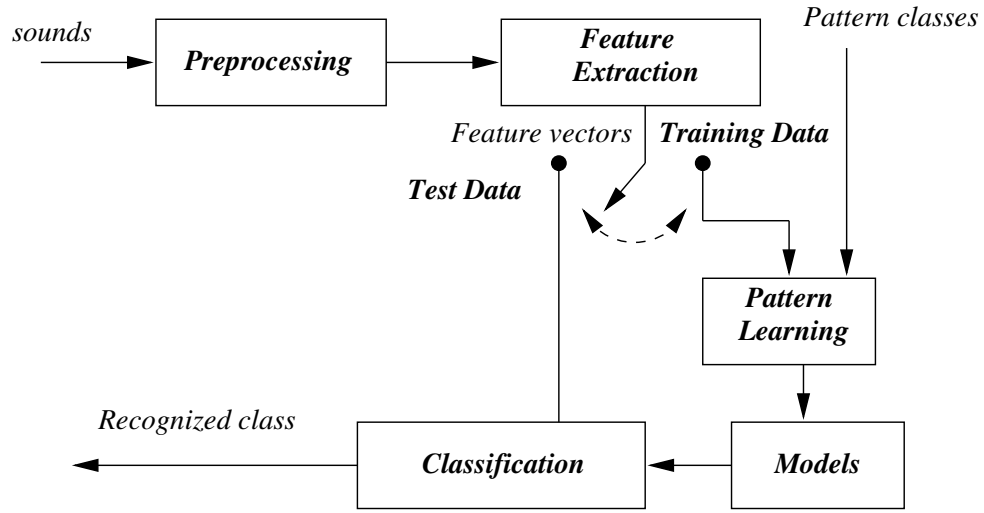 sounds
Preprocessing
Feature
Extraction
Pattern classes
Feature vectors
Training Data
Test Data
Pattern
Learning
Recognized class
Classification
Models